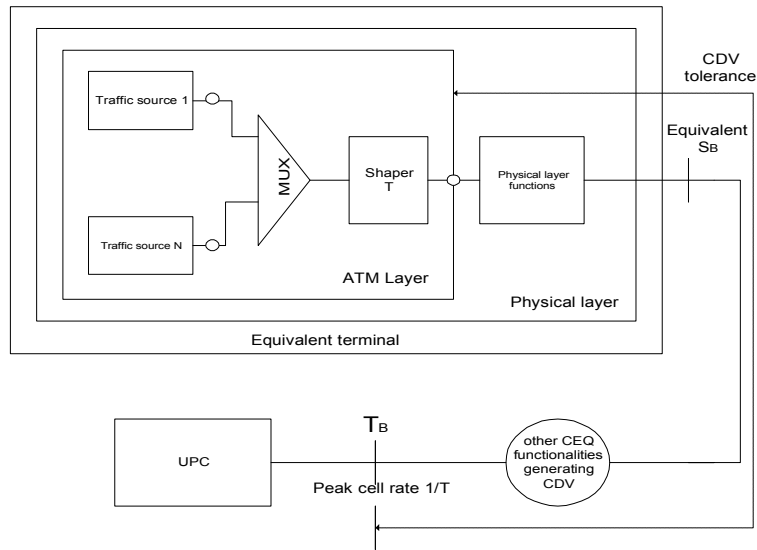 CDV
tolerance
Traffic source 1
Equivalent
SB
MUX
Shaper
T
Physical layer
functions
Traffic source N
ATM Layer
Physical layer
Equivalent terminal
TB
other CEQ
functionalities
generating
CDV
UPC
Peak cell rate 1/T